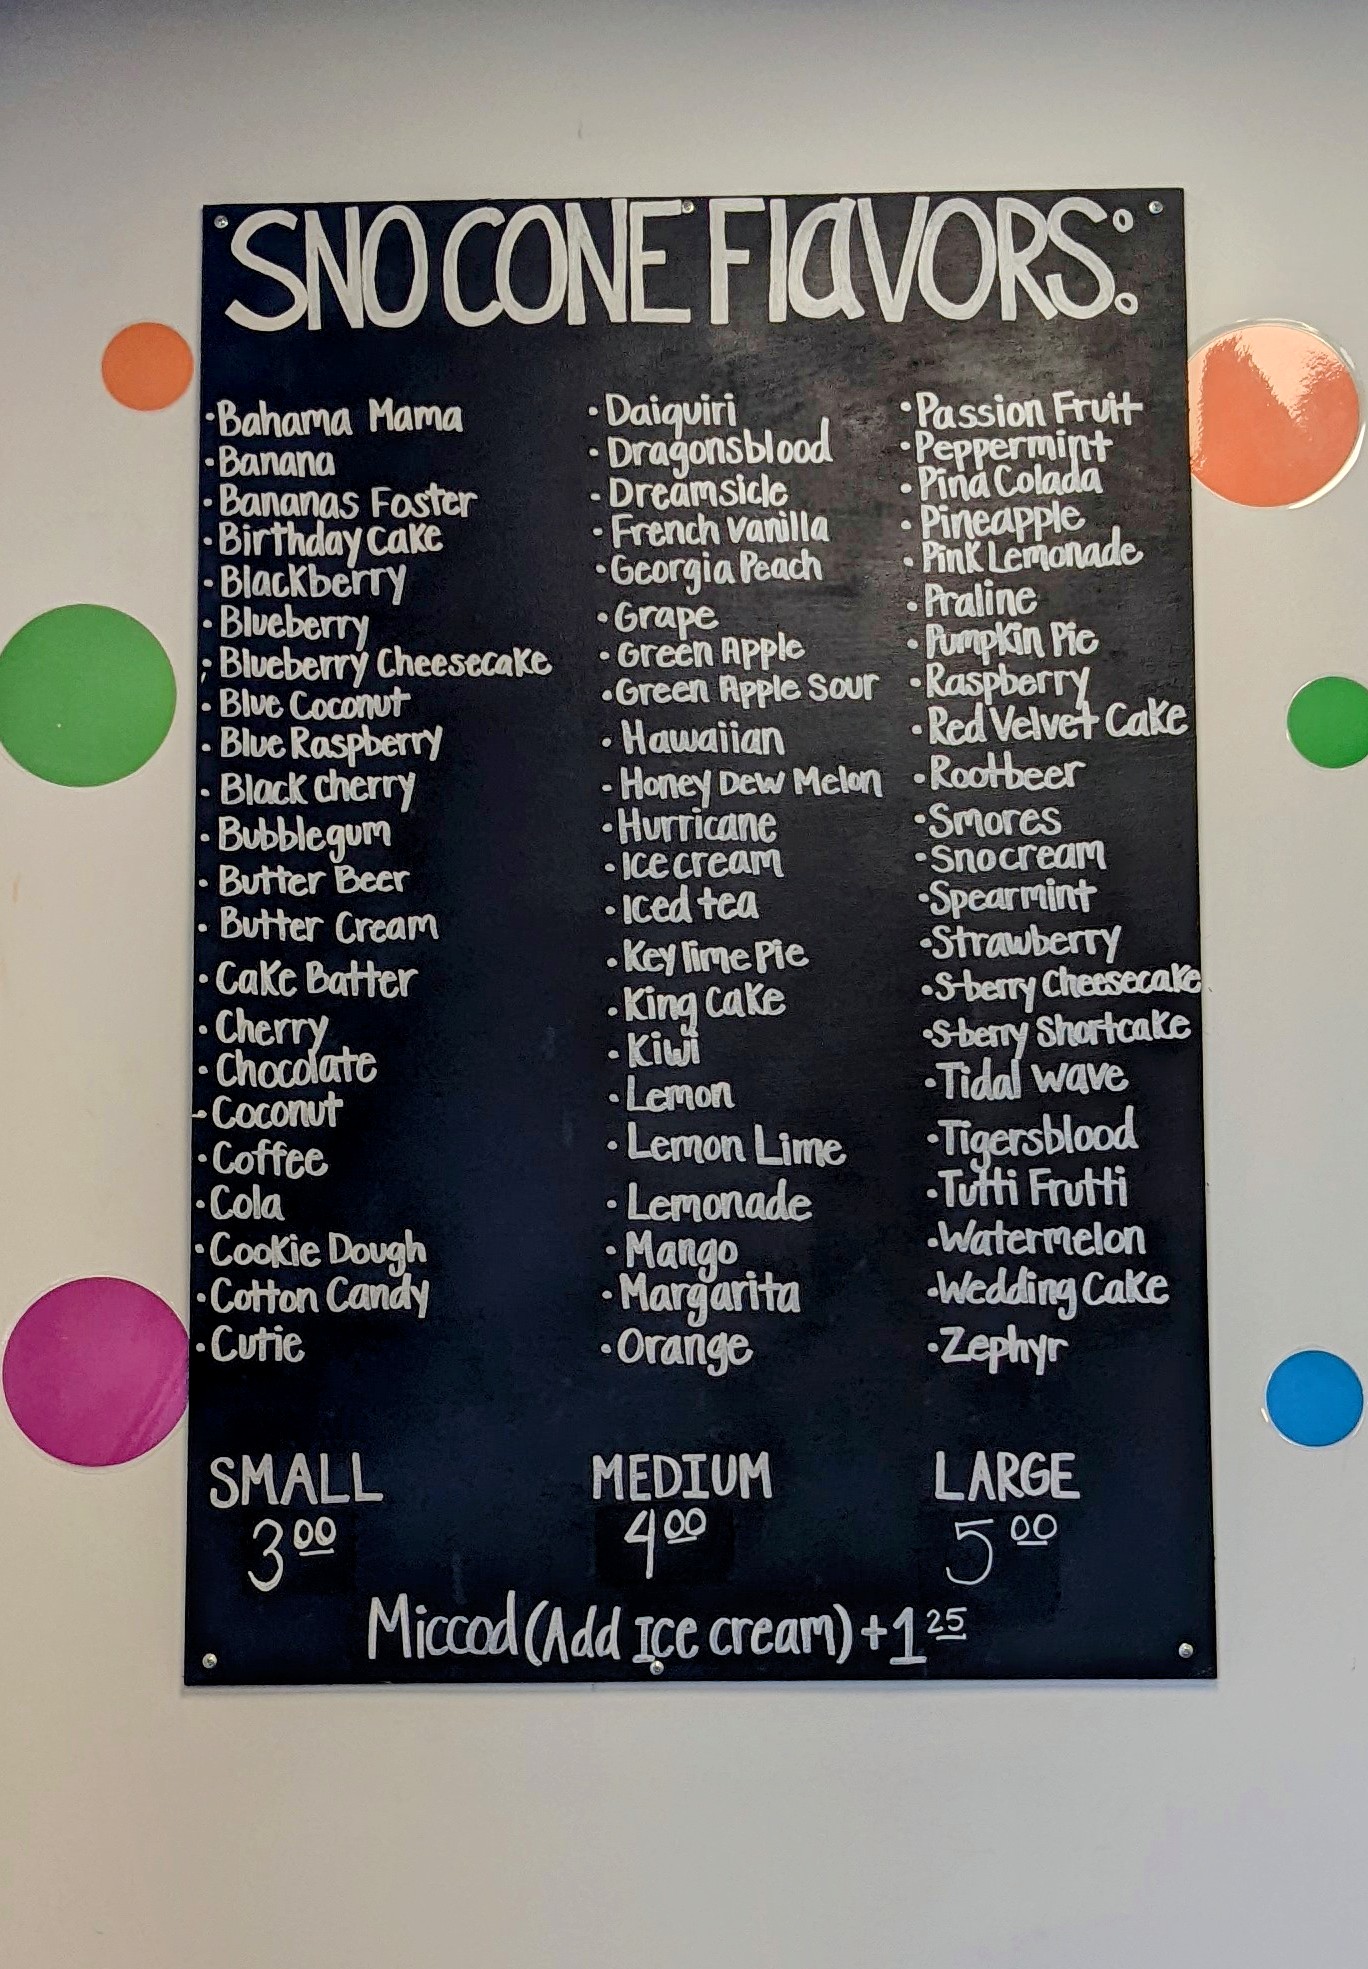 SNO CONE FlaVORS:
·Bahama Mama
·Banana
·Bananas Foster
·Birthday Cake
·Blackberry
·Blueberry
·Blueberry Cheesecake
·Blue Coconut
·Blue Raspberry
·Black cherry
·Bubblegum
·Butter Beer
·Butter Cream
·Cake Batter
·Cherry
·Chocolate
·Coconut
·Coffee
·Cola
·Cookie Dough
·Cotton Candy
·Cutie
·Daiquiri
·Dragonsblood
·Dreamsicle
·French vanilla
·Georgia Peach
·Grape
·Green Apple
·Green Apple Sour
·Hawaiian
·Honey Dew Melon
·Hurricane
·Ice cream
·Iced tea
·Key lime Pie
·King Cake
·Kiwi
·Lemon
·Lemon Lime
·Lemonade
·Mango
·Margarita
·Orange
·Passion Fruit
·Peppermint
·Pina Colada
·Pineapple
·Pink Lemonade
·Praline
·Pumpkin Pie
·Raspberry
·Red Velvet Cake
·Rootbeer
·Smores
·Snocream
·Spearmint
·Strawberry
·S-berry Cheesecake
·S-berry Shortcake
·Tidal wave
·Tigersblood
·Tutti Frutti
·Watermelon
·Wedding Cake
·Zephyr
SMALL
3 00
MEDIUM
4 00
LARGE
5 00
Miccod (Add Ice cream) +1 25